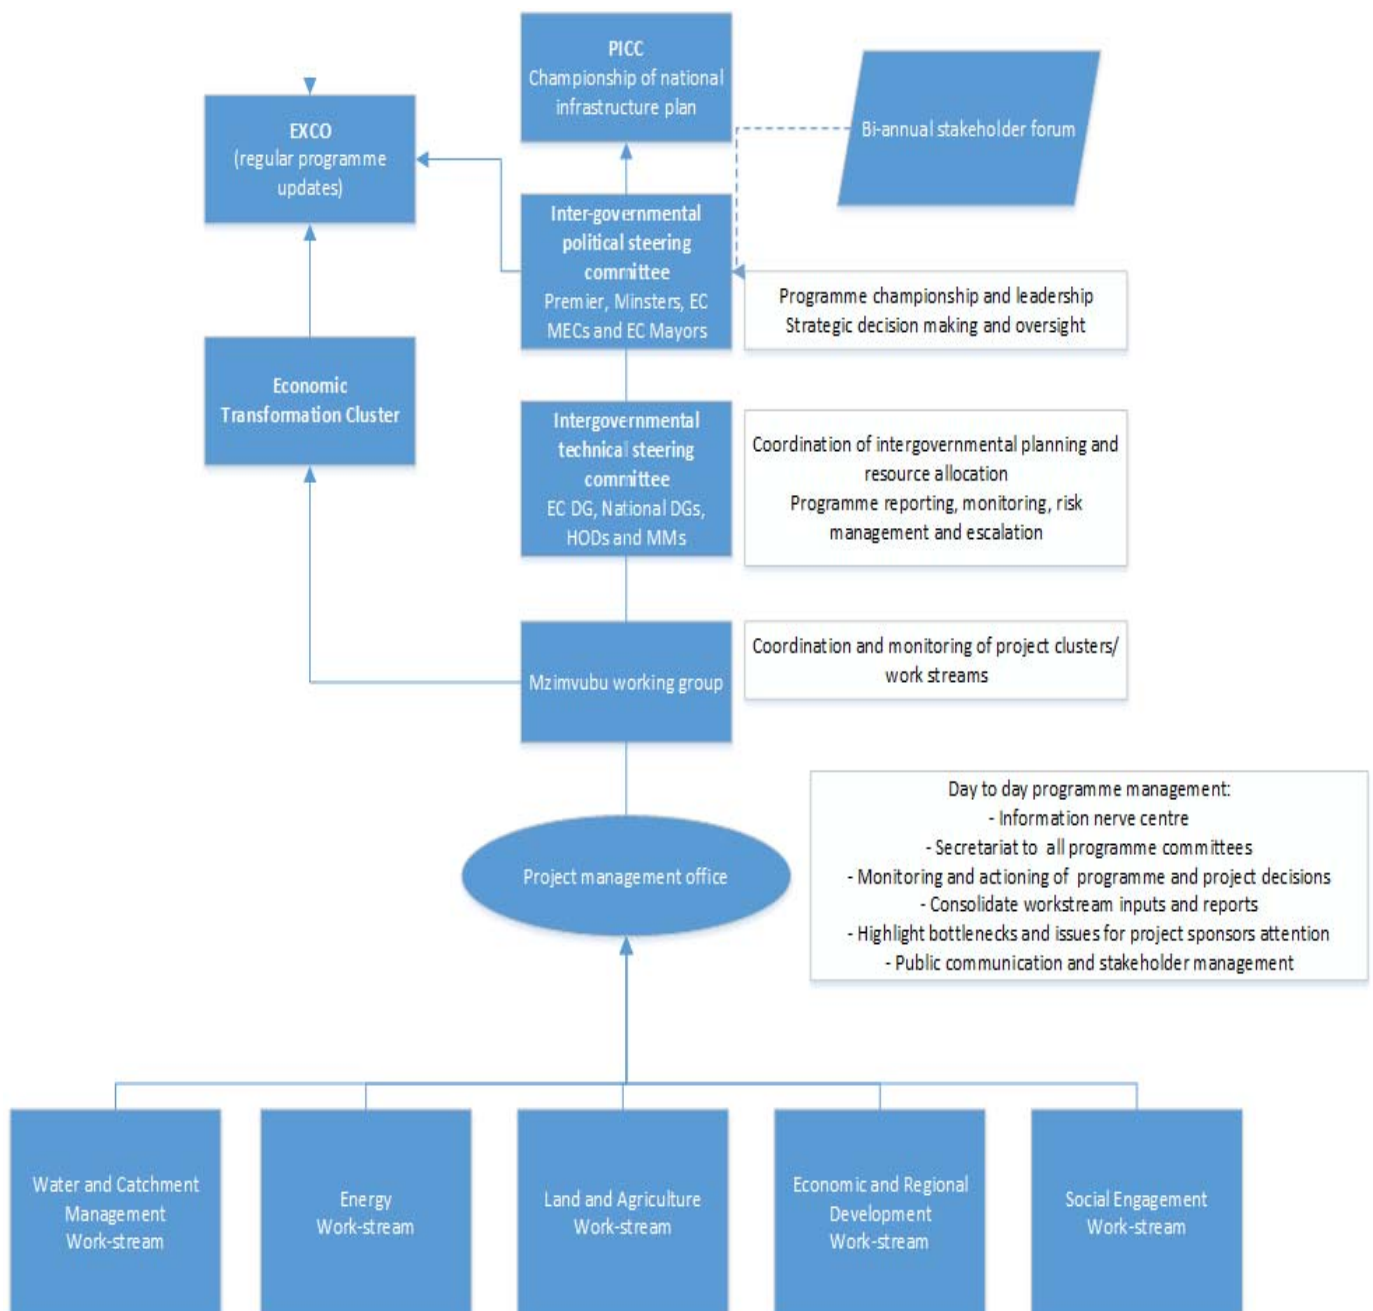 PICC
Championship of national
infrastructure plan
EXCO
(regular programme
updates)
Bi-annual stakeholder forum
Inter-governmental
political steering
committee
Premier, Minsters, EC
MECs and EC Mayors
Programme championship and leadership
Strategic decision making and oversight
Economic
Transformation Cluster
Intergovernmental
technical steering
committee
EC DG, National DGs,
HODs and MMs
Coordination of intergovernmental planning and
resource allocation
Programme reporting, monitoring, risk
management and escalation
Mzimvubu working group
Coordination and monitoring of project clusters/
work streams
Project management office
Day to day programme management:
- Information nerve centre
- Secretariat to all programme committees
- Monitoring and actioning of programme and project decisions
- Consolidate workstream inputs and reports
- Highlight bottlenecks and issues for project sponsors attention
- Public communication and stakeholder management
Water and Catchment
Management
Work-stream
Energy
Work-stream
Land and Agriculture
Work-stream
Economic and Regional
Development
Work-stream
Social Engagement
Work-stream